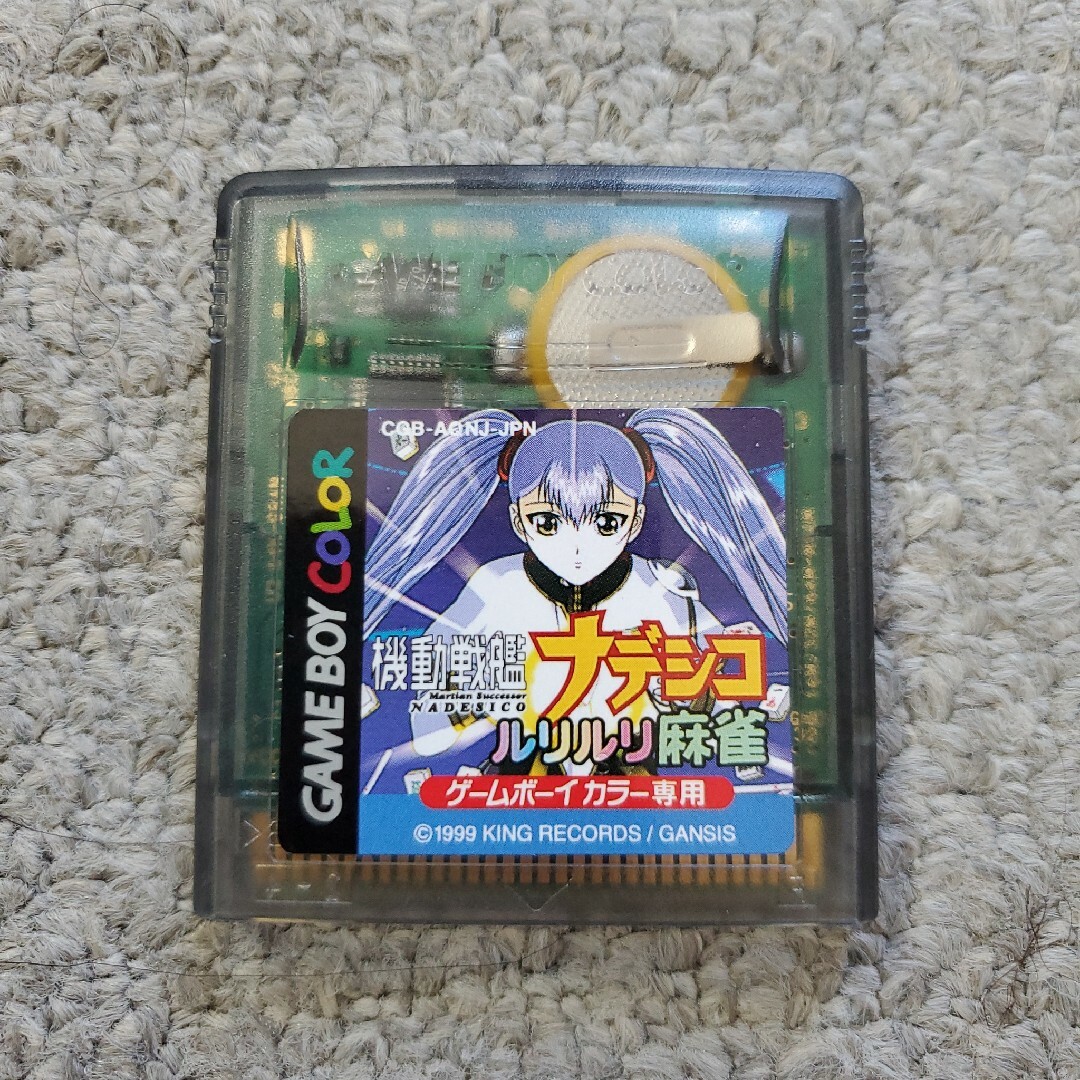 CGB-AQNJ-JPN
GAME BOY COLOR
機動戦艦
ナデシコ
Martian Successor
NADESICO
ルリルリ麻雀
ゲームボーイカラー専用
©1999 KING RECORDS / GANSIS